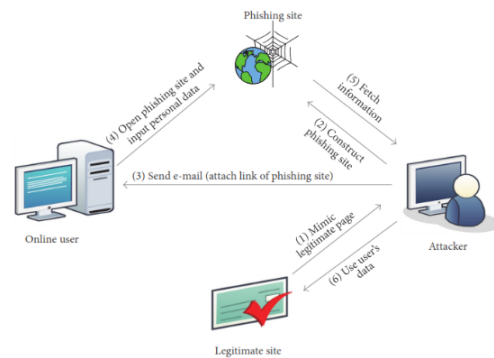 Phishing site
(4) Open phishing site and
input personal data
(5) Fetch
information
(2) Construct
phishing site
(3) Send e-mail (attach link of phishing site)
Online user
(1) Mimic
legitimate page
(6) Use user's
data
Attacker
Legitimate site